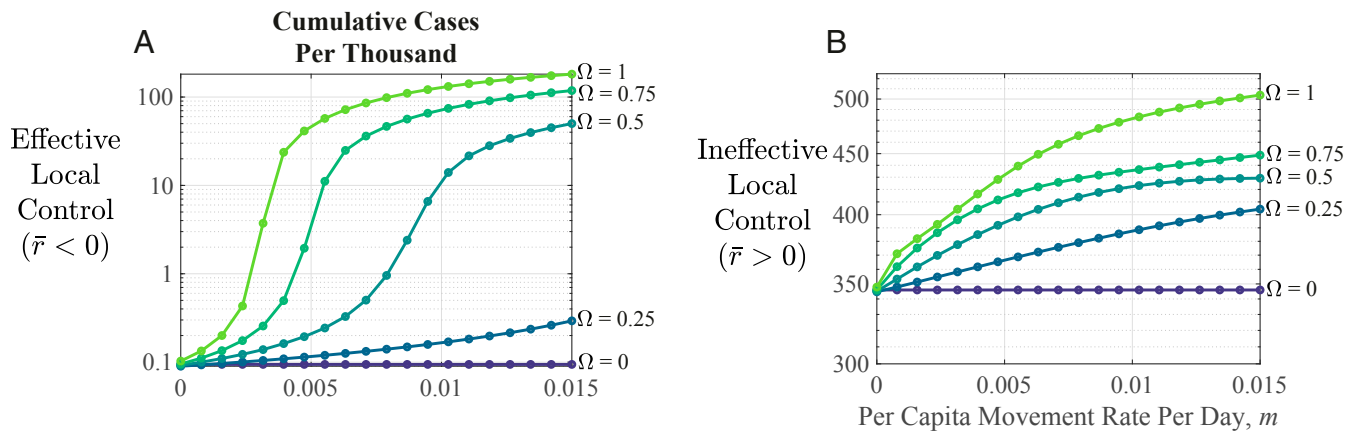 A
Cumulative Cases
Per Thousand
Effective
Local
Control
(r̄ < 0)
100
10
1
0.1
0
0.005
0.01
0.015
Ω = 1
Ω = 0.75
Ω = 0.5
Ω = 0.25
Ω = 0
B
Ineffective
Local
Control
(r̄ > 0)
500
450
400
350
300
0
0.005
0.01
0.015
Ω = 1
Ω = 0.75
Ω = 0.5
Ω = 0.25
Ω = 0
Per Capita Movement Rate Per Day, m